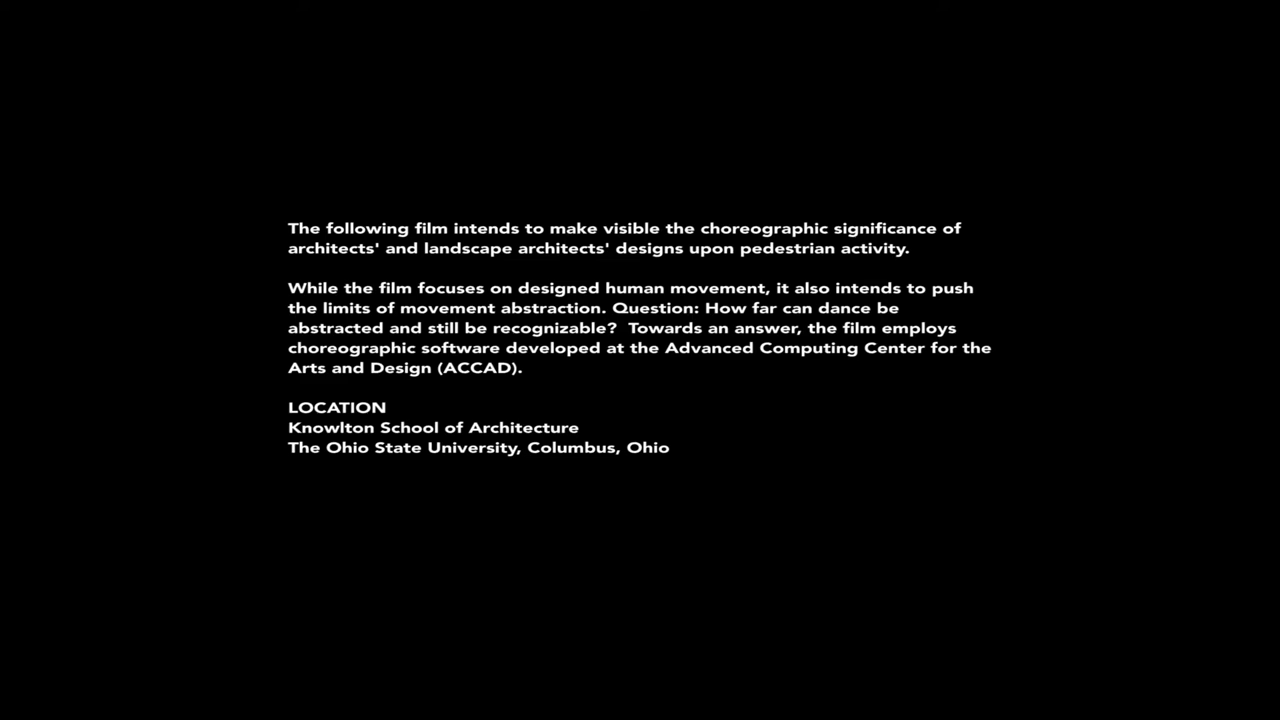 The following film intends to make visible the choreographic significance of
architects' and landscape architects' designs upon pedestrian activity.
While the film focuses on designed human movement, it also intends to push
the limits of movement abstraction. Question: How far can dance be
abstracted and still be recognizable?  Towards an answer, the film employs
choreographic software developed at the Advanced Computing Center for the
Arts and Design (ACCAD).
LOCATION
Knowlton School of Architecture
The Ohio State University, Columbus, Ohio